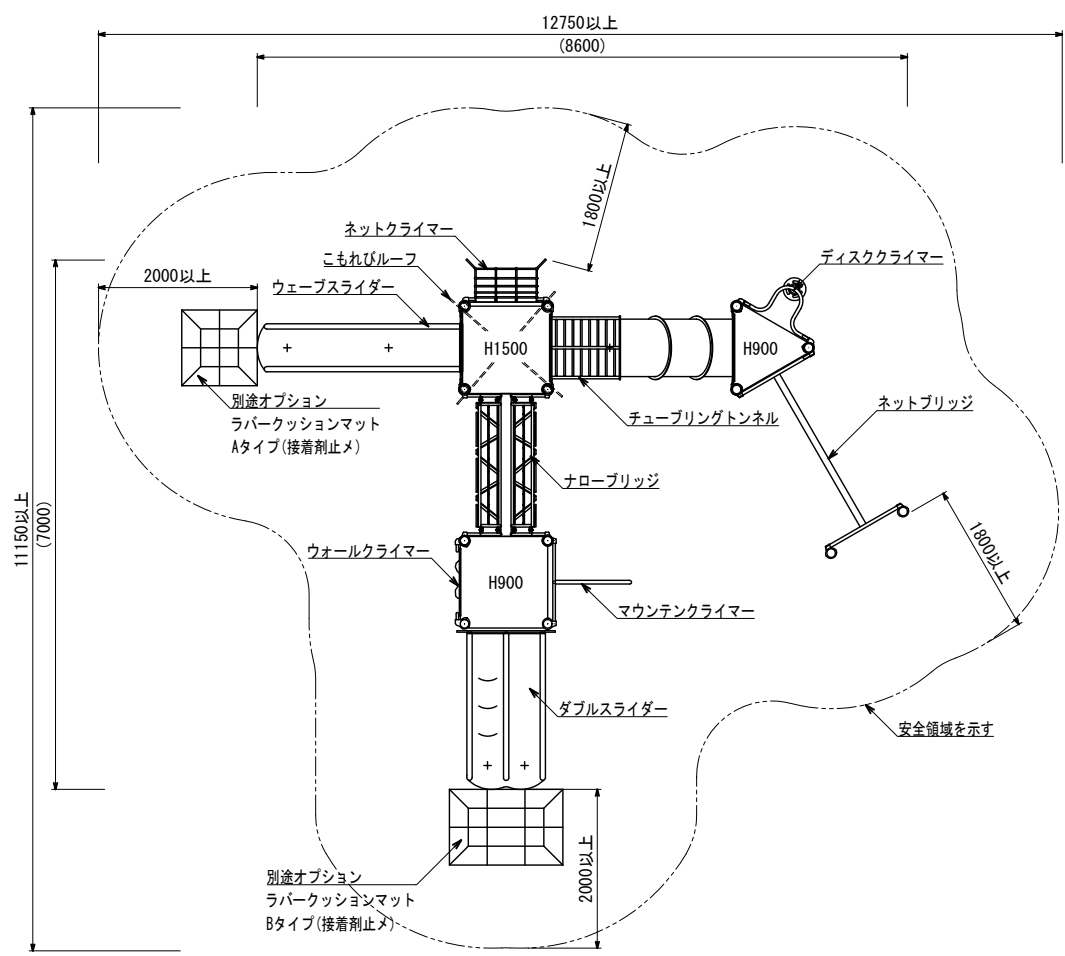 12750以上
(8600)
1800以上
ネットクライマー
こもれびルーフ
ディスククライマー
2000以上
ウェーブスライダー
H1500
H900
別途オプション
ラバークッションマット
Aタイプ(接着剤止メ)
チューブリングトンネル
ネットブリッジ
ナローブリッジ
11150以上
(7000)
1800以上
ウォールクライマー
H900
マウンテンクライマー
ダブルスライダー
安全領域を示す
別途オプション
ラバークッションマット
Bタイプ(接着剤止メ)
2000以上